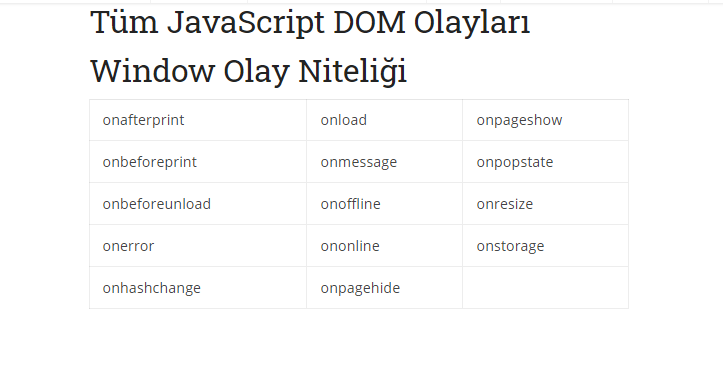 Tüm JavaScript DOM Olayları
Window Olay Niteliği
onafterprint onload onpageshow
onbeforeprint onmessage onpopstate
onbeforeunload onoffline onresize
onerror ononline onstorage
onhashchange onpagehide